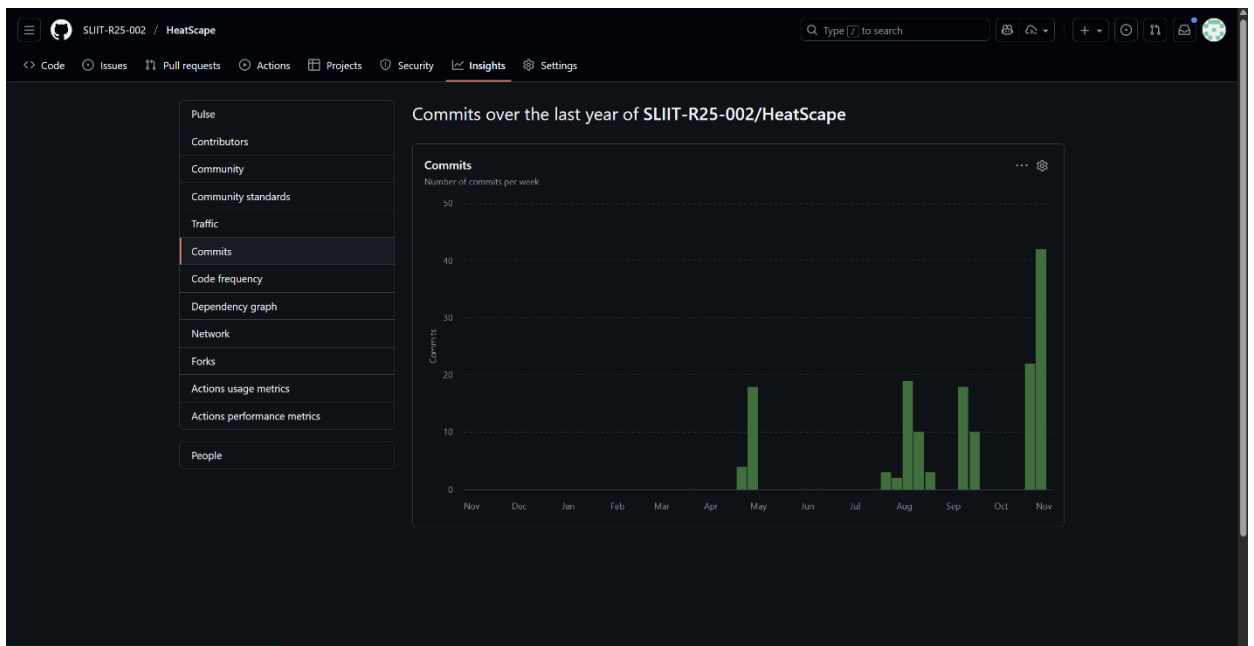 SLIIT-R25-002 / HeatScape
Type / to search
Code Issues Pull requests Actions Projects Security Insights Settings
Pulse
Contributors
Community
Community standards
Traffic
Commits
Code frequency
Dependency graph
Network
Forks
Actions usage metrics
Actions performance metrics
People
Commits over the last year of SLIIT-R25-002/HeatScape
Commits
Number of commits per week
50
40
30
20
10
0
Commits
Nov Dec Jan Feb Mar Apr May Jun Jul Aug Sep Oct Nov